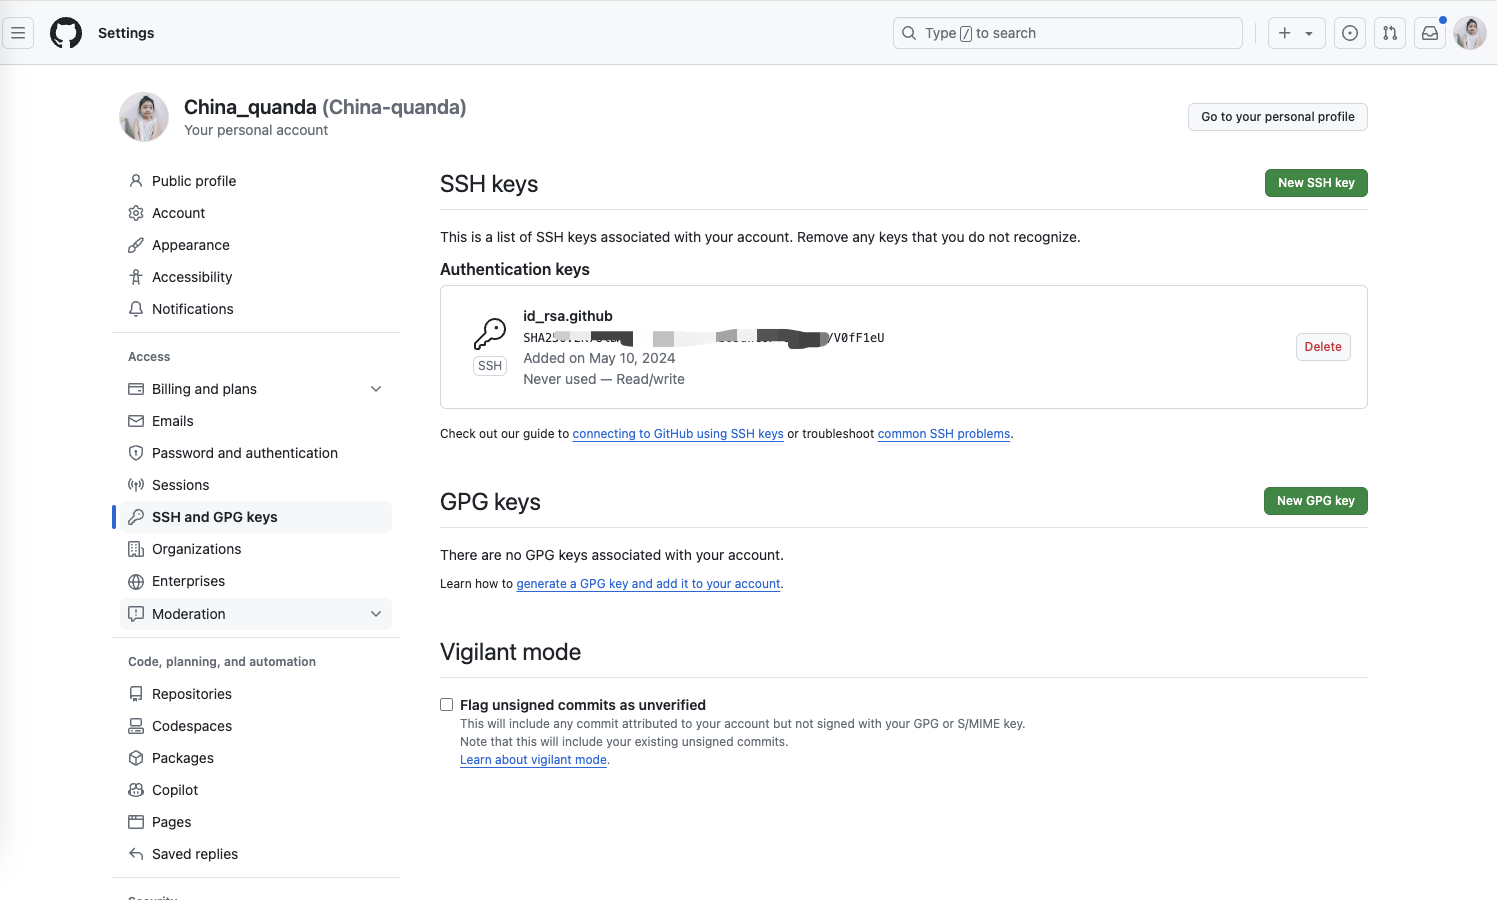 Settings
Type / to search
China_quanda (China-quanda)
Your personal account
Go to your personal profile
Public profile
Account
Appearance
Accessibility
Notifications
Access
Billing and plans
Emails
Password and authentication
Sessions
SSH and GPG keys
Organizations
Enterprises
Moderation
Code, planning, and automation
Repositories
Codespaces
Packages
Copilot
Pages
Saved replies
SSH keys
New SSH key
This is a list of SSH keys associated with your account. Remove any keys that you do not recognize.
Authentication keys
id_rsa.github
/V0fF1eU
Added on May 10, 2024
Never used — Read/write
SSH
Delete
Check out our guide to connecting to GitHub using SSH keys or troubleshoot common SSH problems.
GPG keys
New GPG key
There are no GPG keys associated with your account.
Learn how to generate a GPG key and add it to your account.
Vigilant mode
Flag unsigned commits as unverified
This will include any commit attributed to your account but not signed with your GPG or S/MIME key.
Note that this will include your existing unsigned commits.
Learn about vigilant mode.